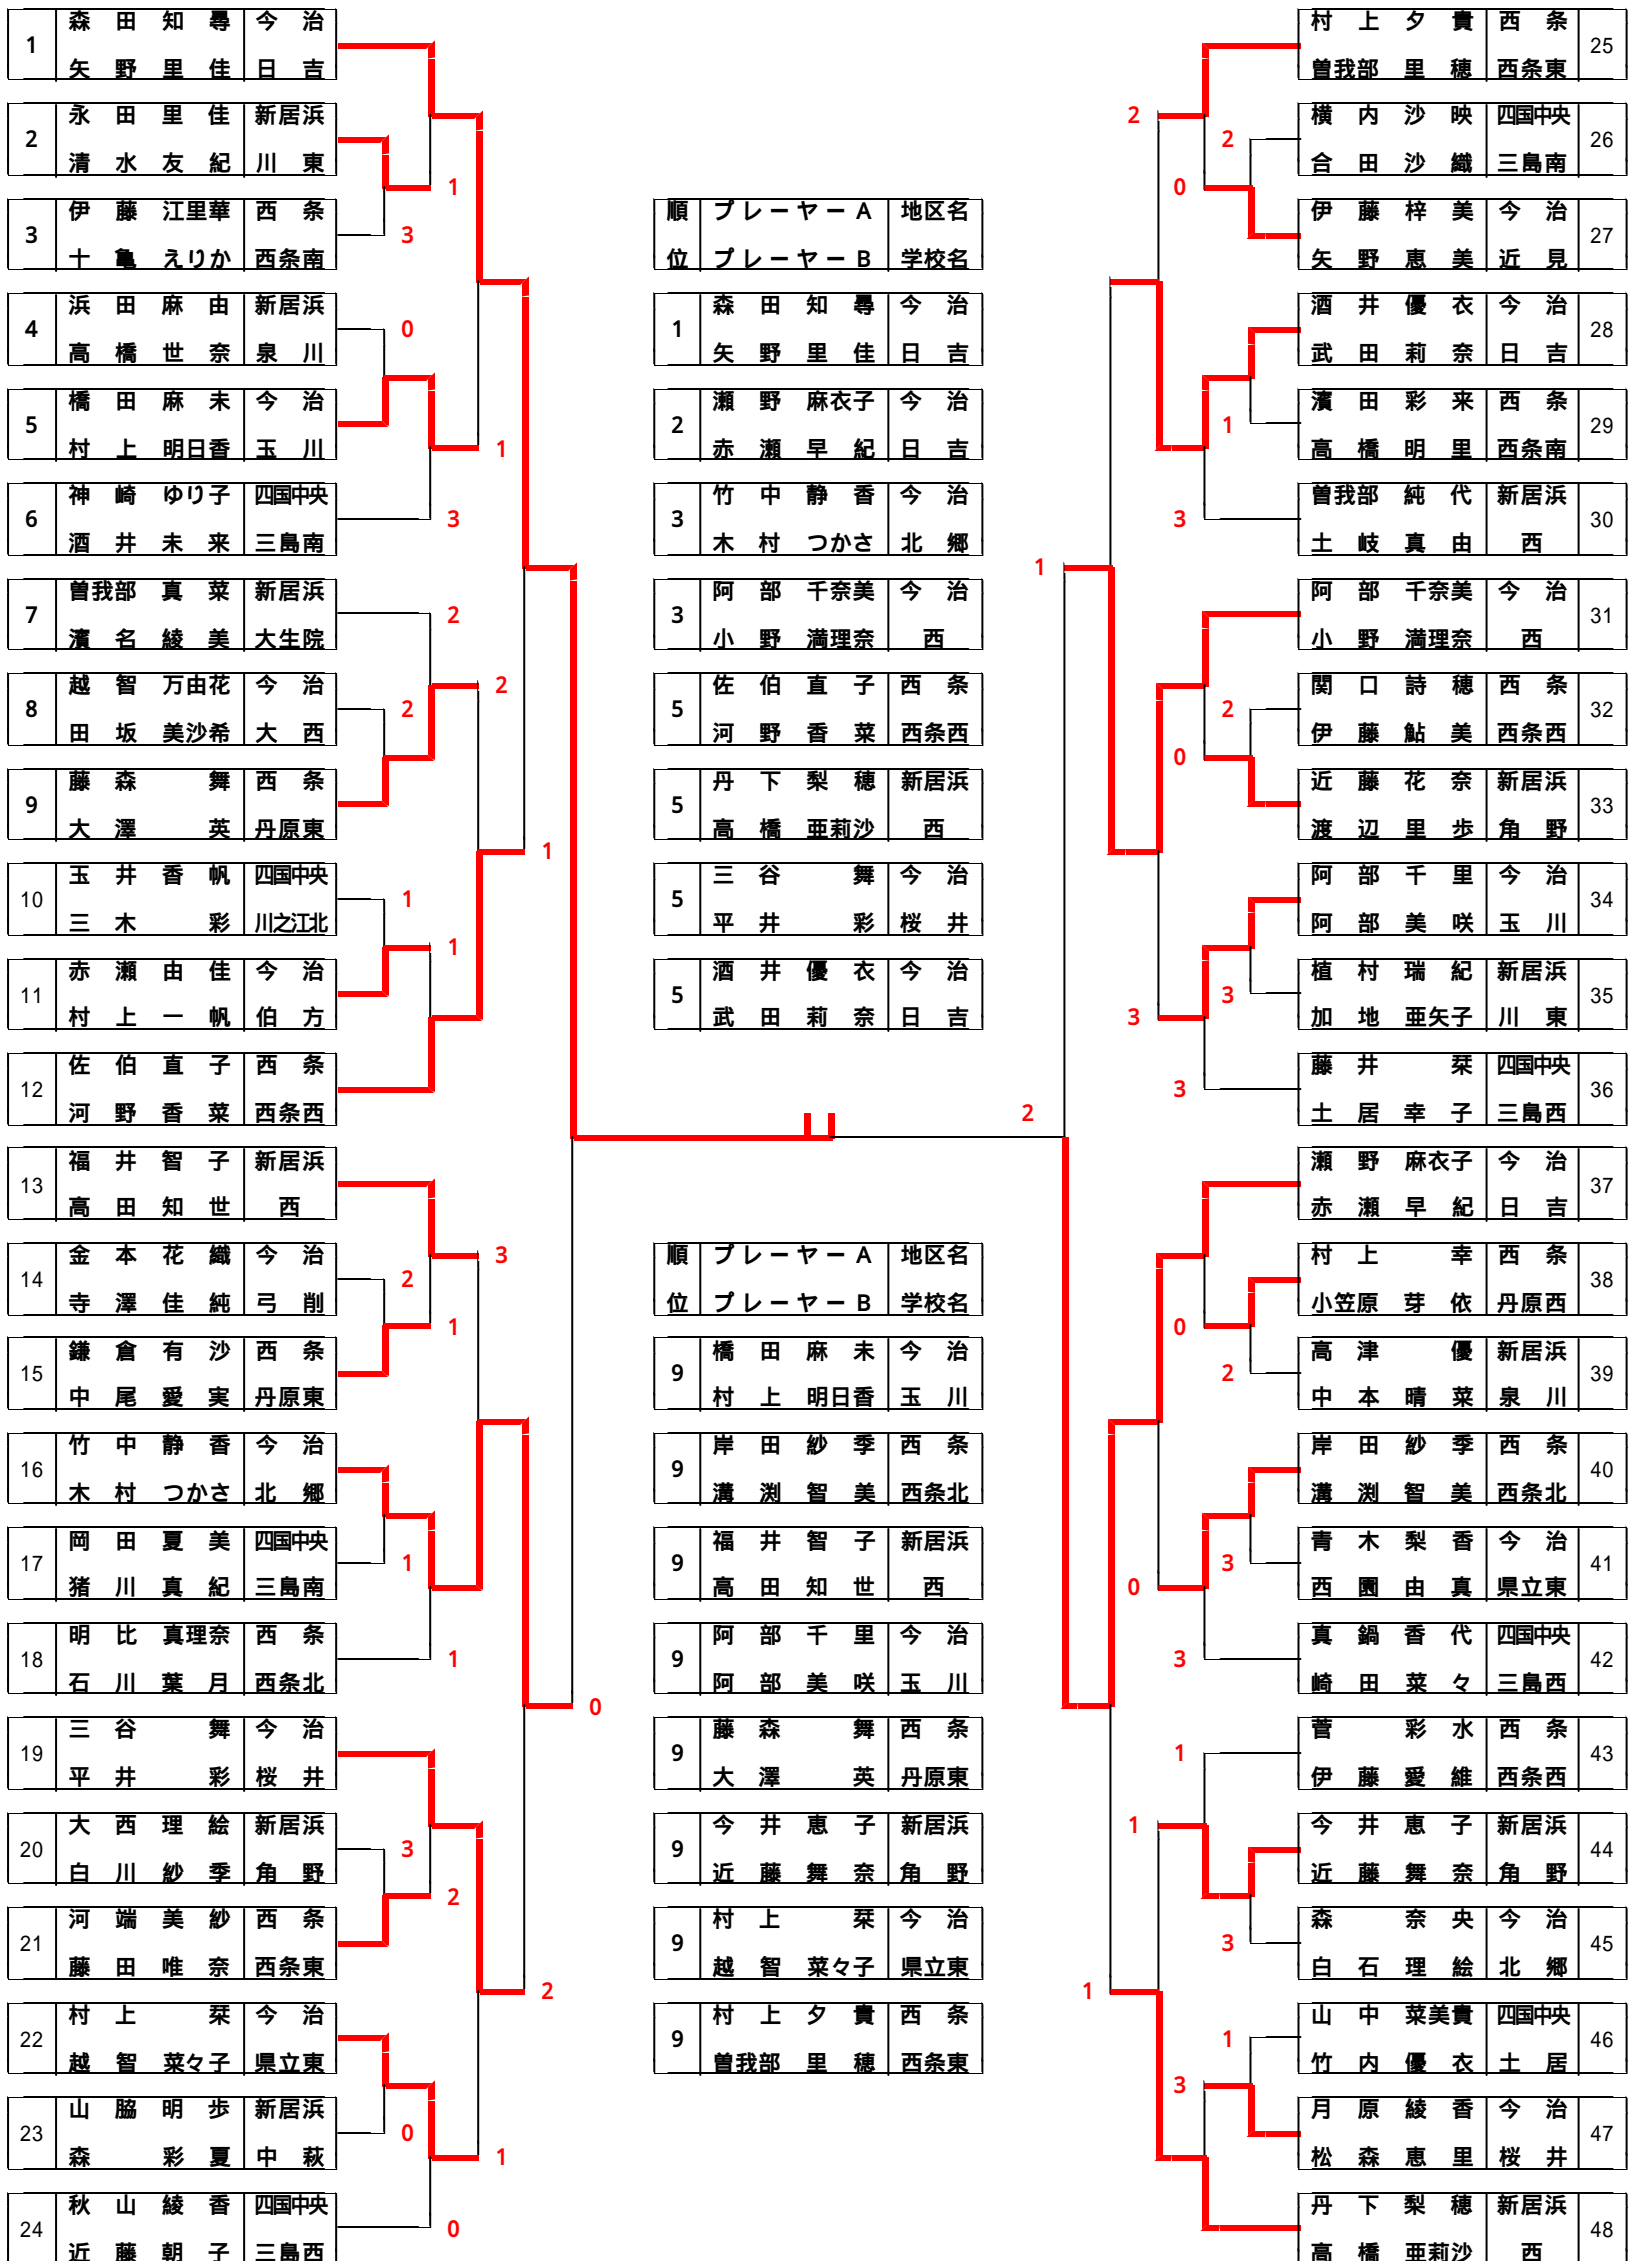 1 森田知尋 今治
矢野里佳 日吉
2 永田里佳 新居浜
清水友紀 川東
1
3 伊藤江里華 西条
十亀えりか 西条南
3
4 浜田麻由 新居浜
高橋世奈 泉川
0
5 橋田麻未 今治
村上明日香 玉川
1
6 神崎ゆり子 四国中央
酒井未来 三島南
3
7 曽我部真菜 新居浜
濱名綾美 大生院
2
8 越智万由花 今治
田坂美沙希 大西
2
2
9 藤森舞 西条
大澤英 丹原東
1
10 玉井香帆 四国中央
三木彩 川之江北
1
1
11 赤瀬由佳 今治
村上一帆 伯方
12 佐伯直子 西条
河野香菜 西条西
13 福井智子 新居浜
高田知世 西
3
14 金本花織 今治
寺澤佳純 弓削
2
1
15 鎌倉有沙 西条
中尾愛実 丹原東
16 竹中静香 今治
木村つかさ 北郷
17 岡田夏美 四国中央
猪川真紀 三島南
1
18 明比真理奈 西条
石川葉月 西条北
1
0
19 三谷舞 今治
平井彩 桜井
20 大西理絵 新居浜
白川紗季 角野
3
2
21 河端美紗 西条
藤田唯奈 西条東
2
22 村上栞 今治
越智菜々子 県立東
23 山脇明歩 新居浜
森彩夏 中萩
0
1
24 秋山綾香 四国中央
近藤朝子 三島西
0
順位 プレーヤーA 地区名
プレーヤーB 学校名
1 森田知尋 今治
矢野里佳 日吉
2 瀬野麻衣子 今治
赤瀬早紀 日吉
3 竹中静香 今治
木村つかさ 北郷
3 阿部千奈美 今治
小野満理奈 西
5 佐伯直子 西条
河野香菜 西条西
5 丹下梨穂 新居浜
高橋亜莉沙 西
5 三谷舞 今治
平井彩 桜井
5 酒井優衣 今治
武田莉奈 日吉
2
順位 プレーヤーA 地区名
プレーヤーB 学校名
9 橋田麻未 今治
村上明日香 玉川
9 岸田紗季 西条
溝渕智美 西条北
9 福井智子 新居浜
高田知世 西
9 阿部千里 今治
阿部美咲 玉川
9 藤森舞 西条
大澤英 丹原東
9 今井恵子 新居浜
近藤舞奈 角野
9 村上栞 今治
越智菜々子 県立東
9 村上夕貴 西条
曽我部里穂 西条東
村上夕貴 西条 25
曽我部里穂 西条東
2
横内沙映 四国中央 26
合田沙織 三島南
2
0
伊藤梓美 今治 27
矢野恵美 近見
酒井優衣 今治 28
武田莉奈 日吉
濱田彩来 西条 29
高橋明里 西条南
1
曽我部純代 新居浜 30
土岐真由 西
3
1
阿部千奈美 今治 31
小野満理奈 西
関口詩穂 西条 32
伊藤鮎美 西条西
2
0
近藤花奈 新居浜 33
渡辺里歩 角野
阿部千里 今治 34
阿部美咲 玉川
植村瑞紀 新居浜 35
加地亜矢子 川東
3
3
藤井栞 四国中央 36
土居幸子 三島西
3
瀬野麻衣子 今治 37
赤瀬早紀 日吉
村上幸 西条 38
小笠原芽依 丹原西
0
高津優 新居浜 39
中本晴菜 泉川
2
岸田紗季 西条 40
溝渕智美 西条北
青木梨香 今治 41
西園由真 県立東
3
0
真鍋香代 四国中央 42
崎田菜々 三島西
3
菅彩水 西条 43
伊藤愛維 西条西
1
1
今井恵子 新居浜 44
近藤舞奈 角野
森奈央 今治 45
白石理絵 北郷
3
1
山中菜美貴 四国中央 46
竹内優衣 土居
1
3
月原綾香 今治 47
松森恵里 桜井
丹下梨穂 新居浜 48
高橋亜莉沙 西